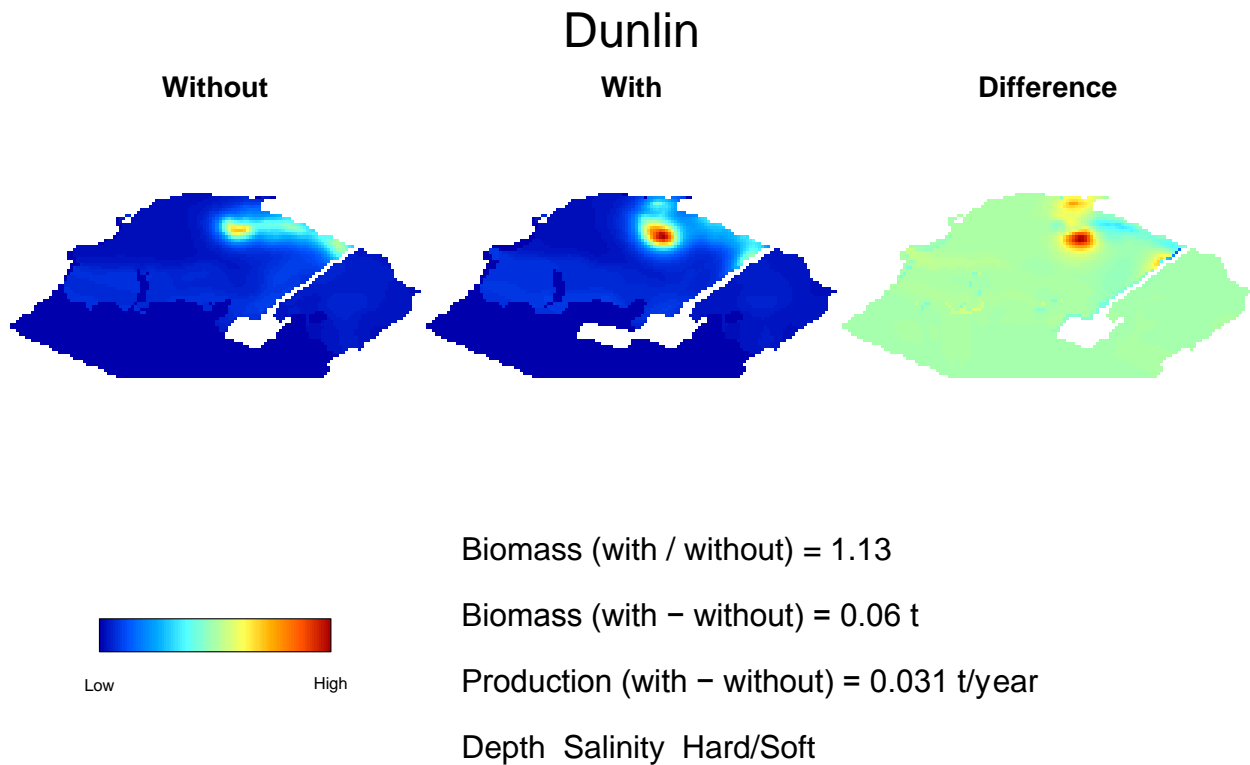 Dunlin
Without With Difference
Biomass (with / without) = 1.13
Biomass (with − without) = 0.06 t
Low High
Production (with − without) = 0.031 t/year
Depth Salinity Hard/Soft